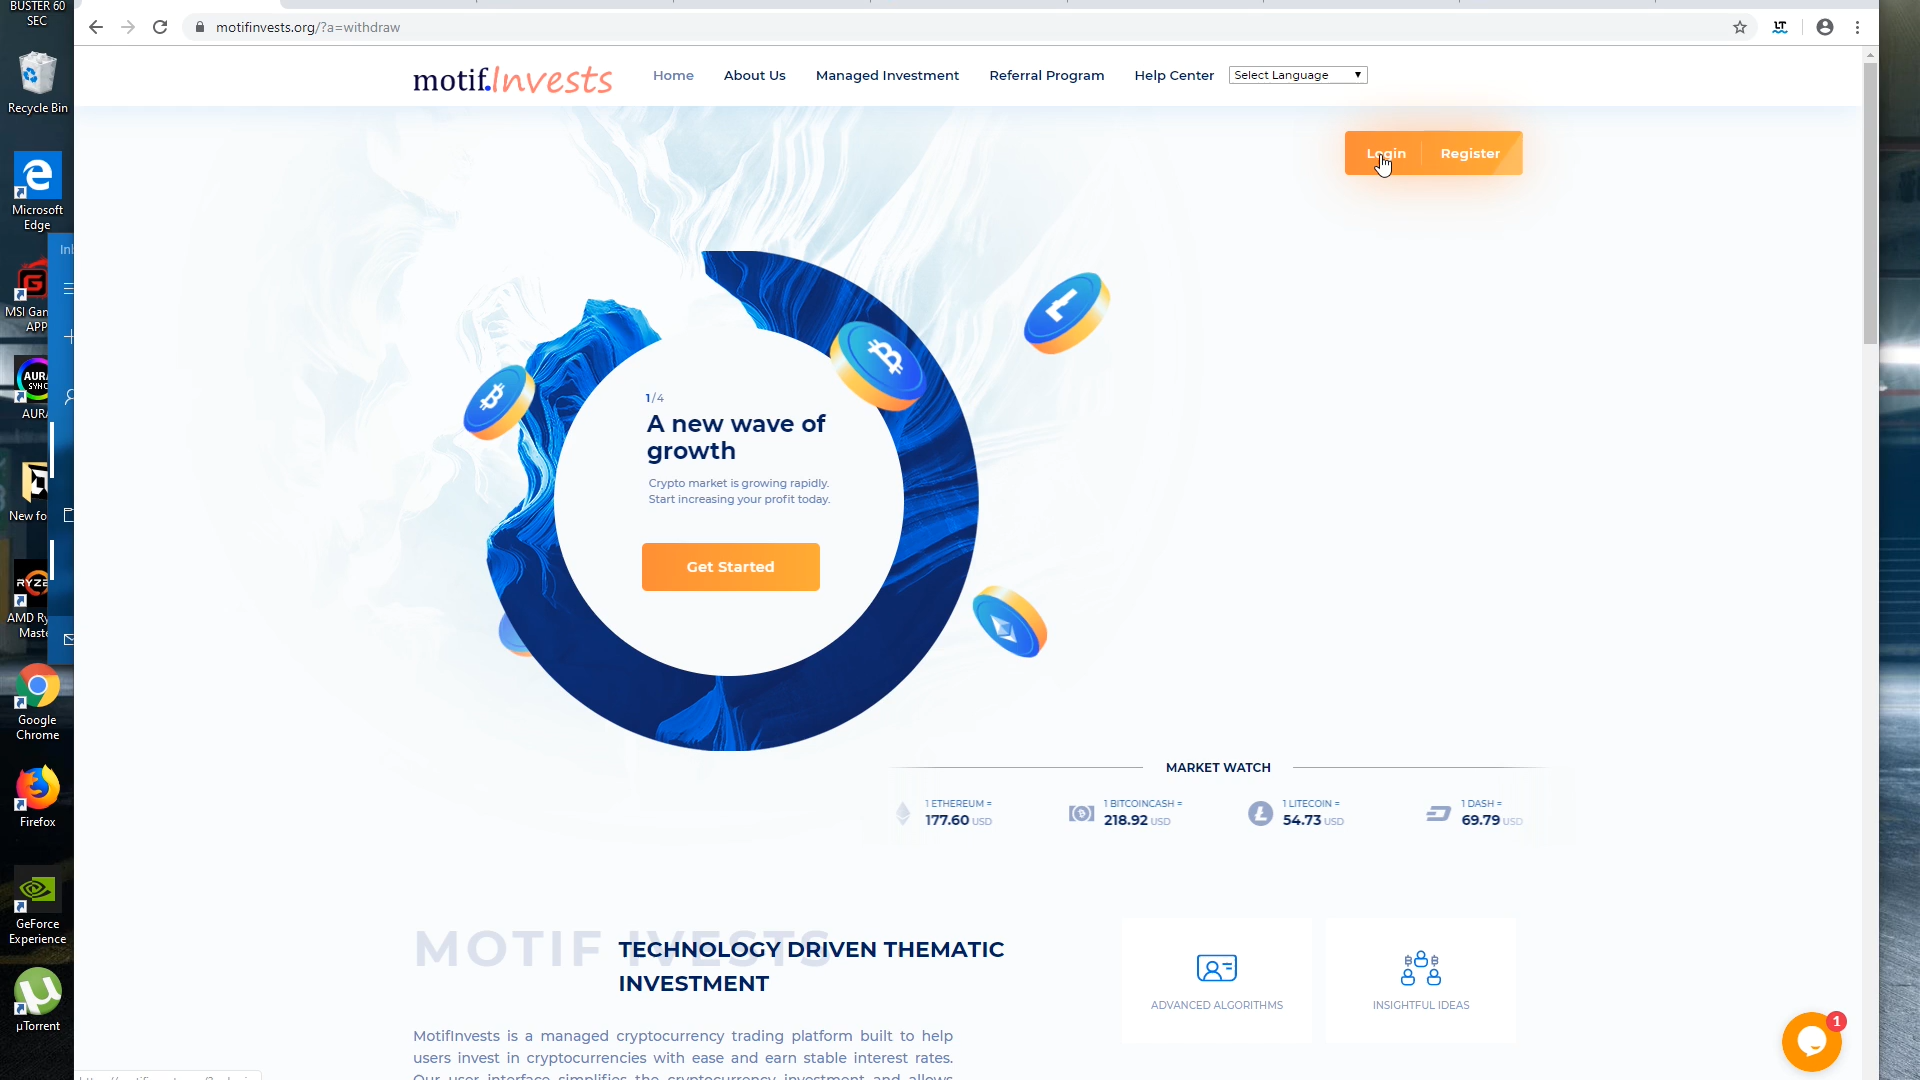 BUSTER 60
SEC
Recycle Bin
Microsoft
Edge
MSI Gam
APP
AURA
SYNC
AURA
New fo
RYZE
AMD Ry
Maste
Google
Chrome
Firefox
GeForce
Experience
µTorrent
motifinvests.org/?a=withdraw
motif.Invests
Home
About Us
Managed Investment
Referral Program
Help Center
Select Language
Login
Register
1/4
A new wave of
growth
Crypto market is growing rapidly.
Start increasing your profit today.
Get Started
MARKET WATCH
1 ETHEREUM =
177.60 USD
1 BITCOINCASH =
218.92 USD
1 LITECOIN =
54.73 USD
1 DASH =
69.79 USD
MOTIF IVESTS
TECHNOLOGY DRIVEN THEMATIC
INVESTMENT
ADVANCED ALGORITHMS
INSIGHTFUL IDEAS
MotifInvests is a managed cryptocurrency trading platform built to help
users invest in cryptocurrencies with ease and earn stable interest rates.
Our user interface simplifies the cryptocurrency investment and allows
1